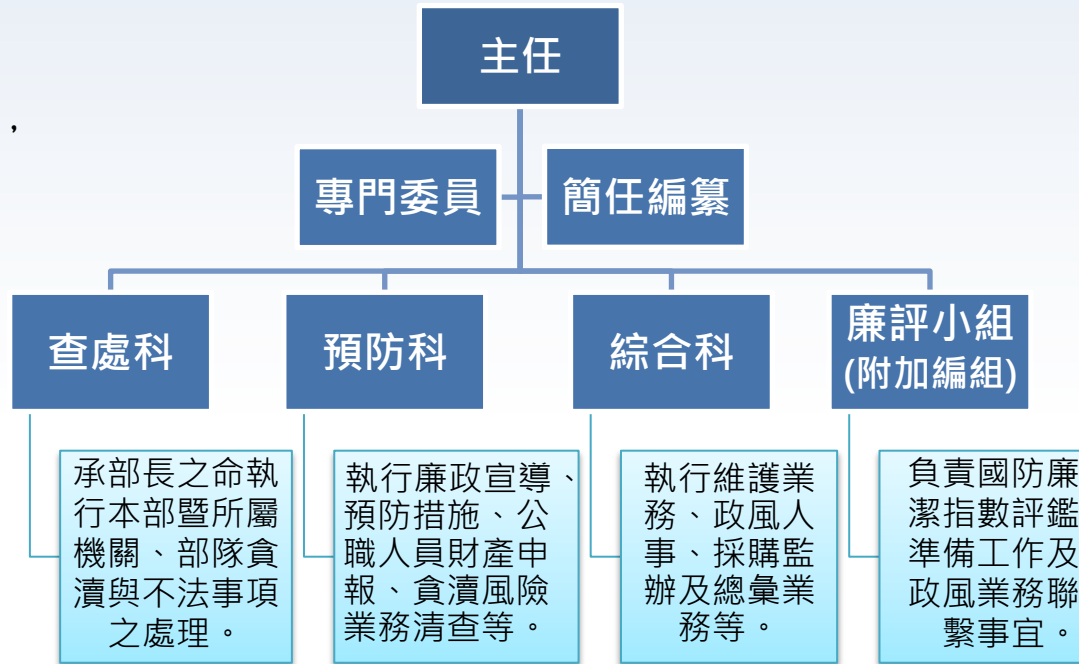 主任
，
專門委員
簡任編纂
查處科
預防科
綜合科
廉評小組
(附加編組)
承部長之命執
行本部暨所屬
機關、部隊貪
瀆與不法事項
之處理。
執行廉政宣導、
預防措施、公
職人員財產申
報、貪瀆風險
業務清查等。
執行維護業
務、政風人
事、採購監
辦及總彙業
務等。
負責國防廉
潔指數評鑑
準備工作及
政風業務聯
繫事宜。